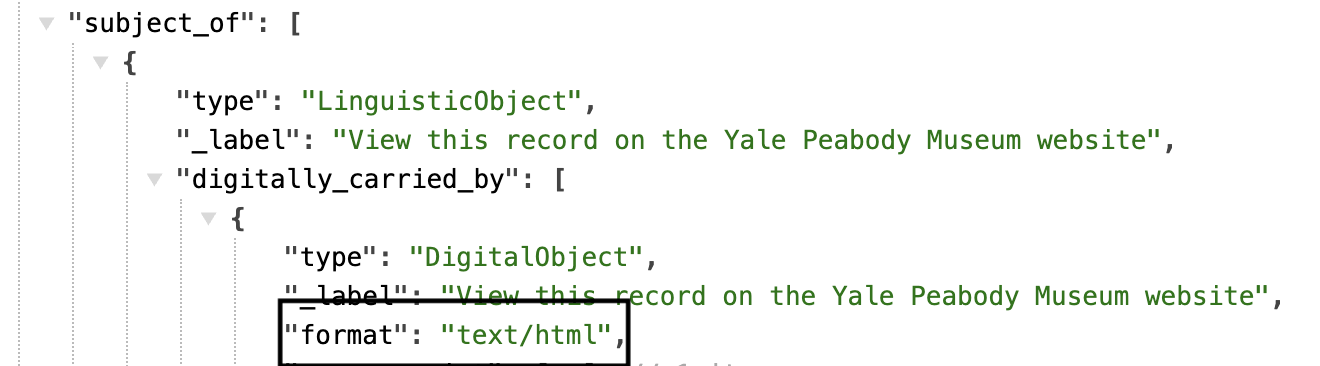 "subject_of": [
{
"type": "LinguisticObject",
"_label": "View this record on the Yale Peabody Museum website",
"digitally_carried_by": [
{
"type": "DigitalObject",
"_label": "View this record on the Yale Peabody Museum website",
"format": "text/html",